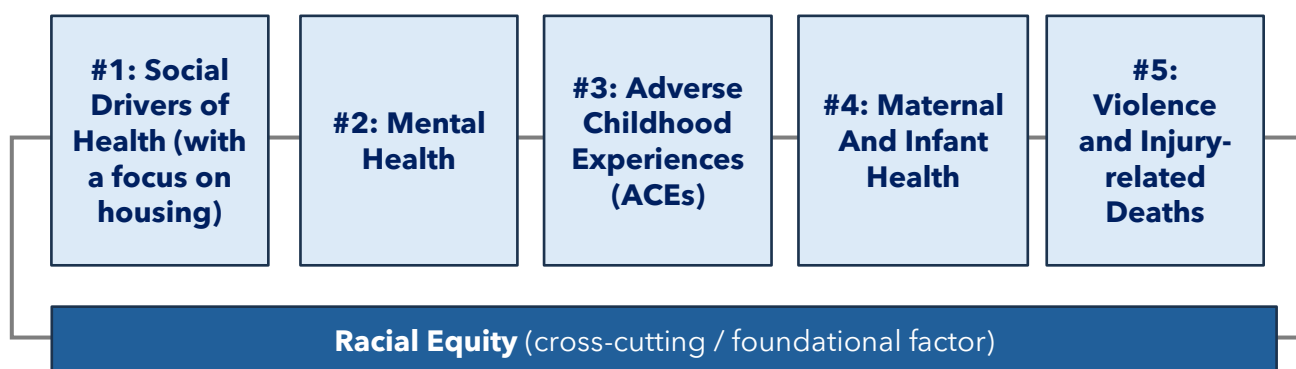 #1: Social
Drivers of
Health (with
a focus on
housing)
#2: Mental
Health
#3: Adverse
Childhood
Experiences
(ACEs)
#4: Maternal
And Infant
Health
#5:
Violence
and Injury-
related
Deaths
Racial Equity (cross-cutting / foundational factor)